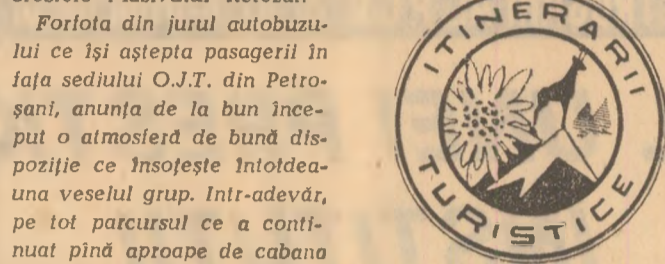 Forfota din jurul autobuzu-
lui ce își aștepta pasagerii în
fața sediului O.J.T. din Petro-
șani, anunța de la bun înce-
put o atmosferă de bună dis-
poziție ce însoțește întotdea-
una veselul grup. Intr-adevăr,
pe tot parcursul ce a conti-
nuat pînă aproape de cabana
ITINERARII
TURISTICE